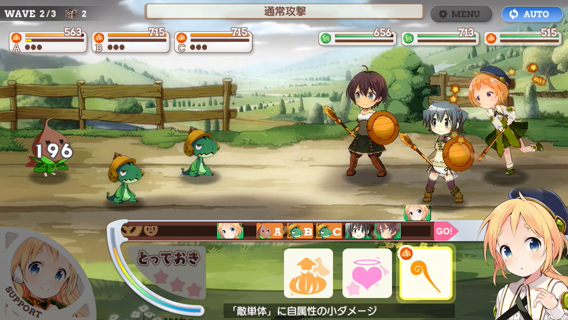 WAVE 2/3 2
通常攻撃
MENU
AUTO
563
715
715
A
B
C
656
713
515
196
A B C
GO!
とっておき
SUPPORT
「敵単体」に自属性の小ダメージ